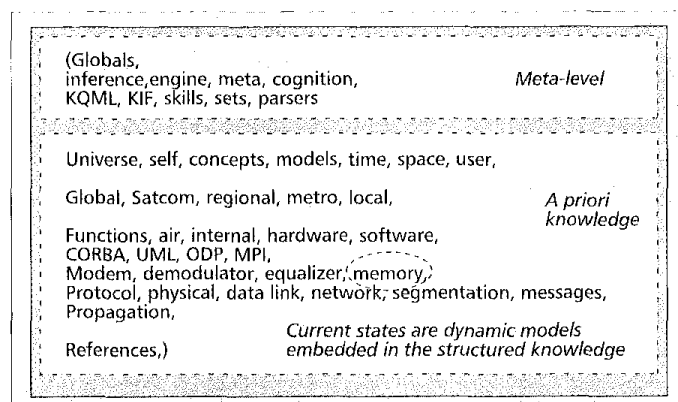 (Globals,
inference,engine, meta, cognition,
Meta-level
KQML, KIF, skills, sets, parsers
Universe, self, concepts, models, time, space, user,
Global, Satcom, regional, metro, local,
A priori
knowledge
Functions, air, internal, hardware, software,
CORBA, UML, ODP, MPI,
Modem, demodulator, equalizer, memory,
Protocol, physical, data link, network, segmentation, messages,
Propagation,
Current states are dynamic models
embedded in the structured knowledge
References,)